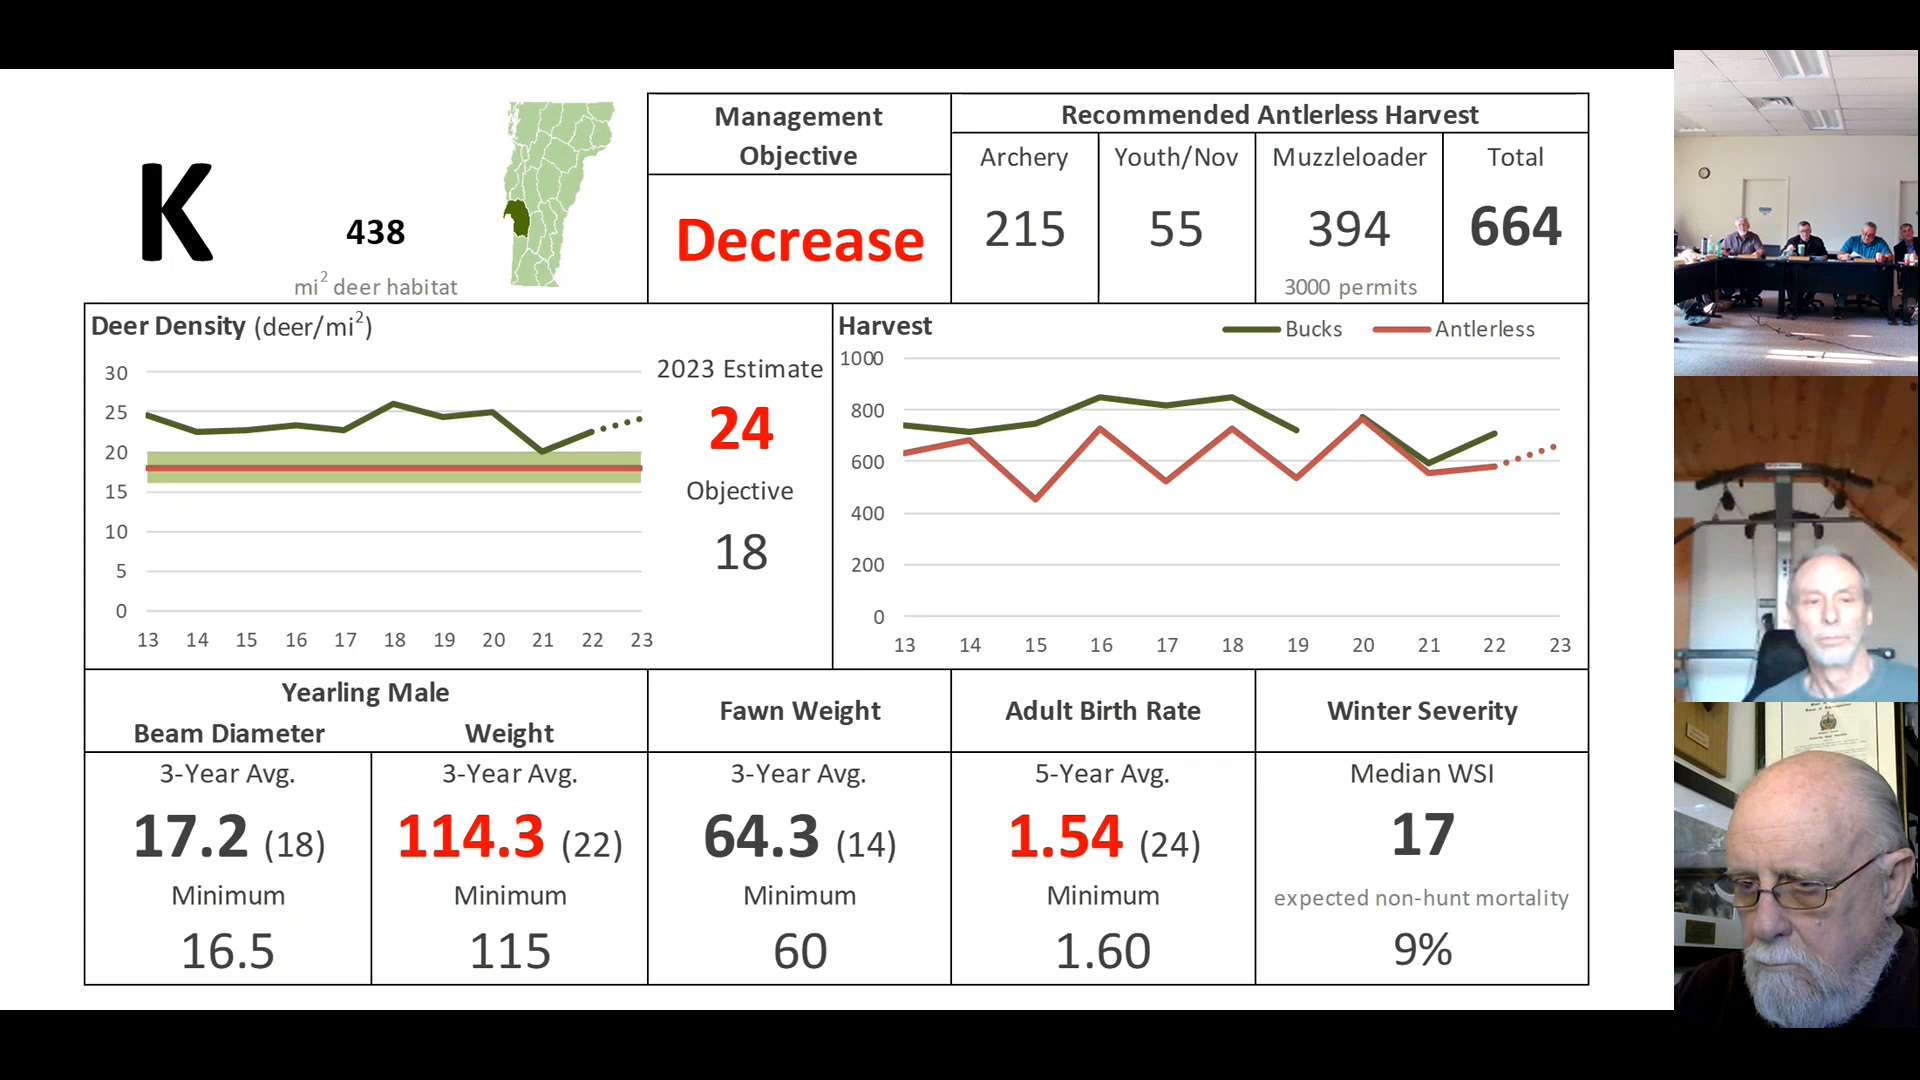 K
438
mi² deer habitat
Management
Objective
Decrease
Recommended Antlerless Harvest
Archery Youth/Nov Muzzleloader Total
215 55 394 664
3000 permits
Deer Density (deer/mi²)
30
25
20
15
10
5
0
13 14 15 16 17 18 19 20 21 22 23
2023 Estimate
24
Objective
18
Harvest
Bucks Antlerless
1000
800
600
400
200
0
13 14 15 16 17 18 19 20 21 22 23
Yearling Male
Beam Diameter Weight
Fawn Weight
Adult Birth Rate
Winter Severity
3-Year Avg. 3-Year Avg. 3-Year Avg. 5-Year Avg. Median WSI
17.2 (18) 114.3 (22) 64.3 (14) 1.54 (24) 17
Minimum Minimum Minimum Minimum expected non-hunt mortality
16.5 115 60 1.60 9%